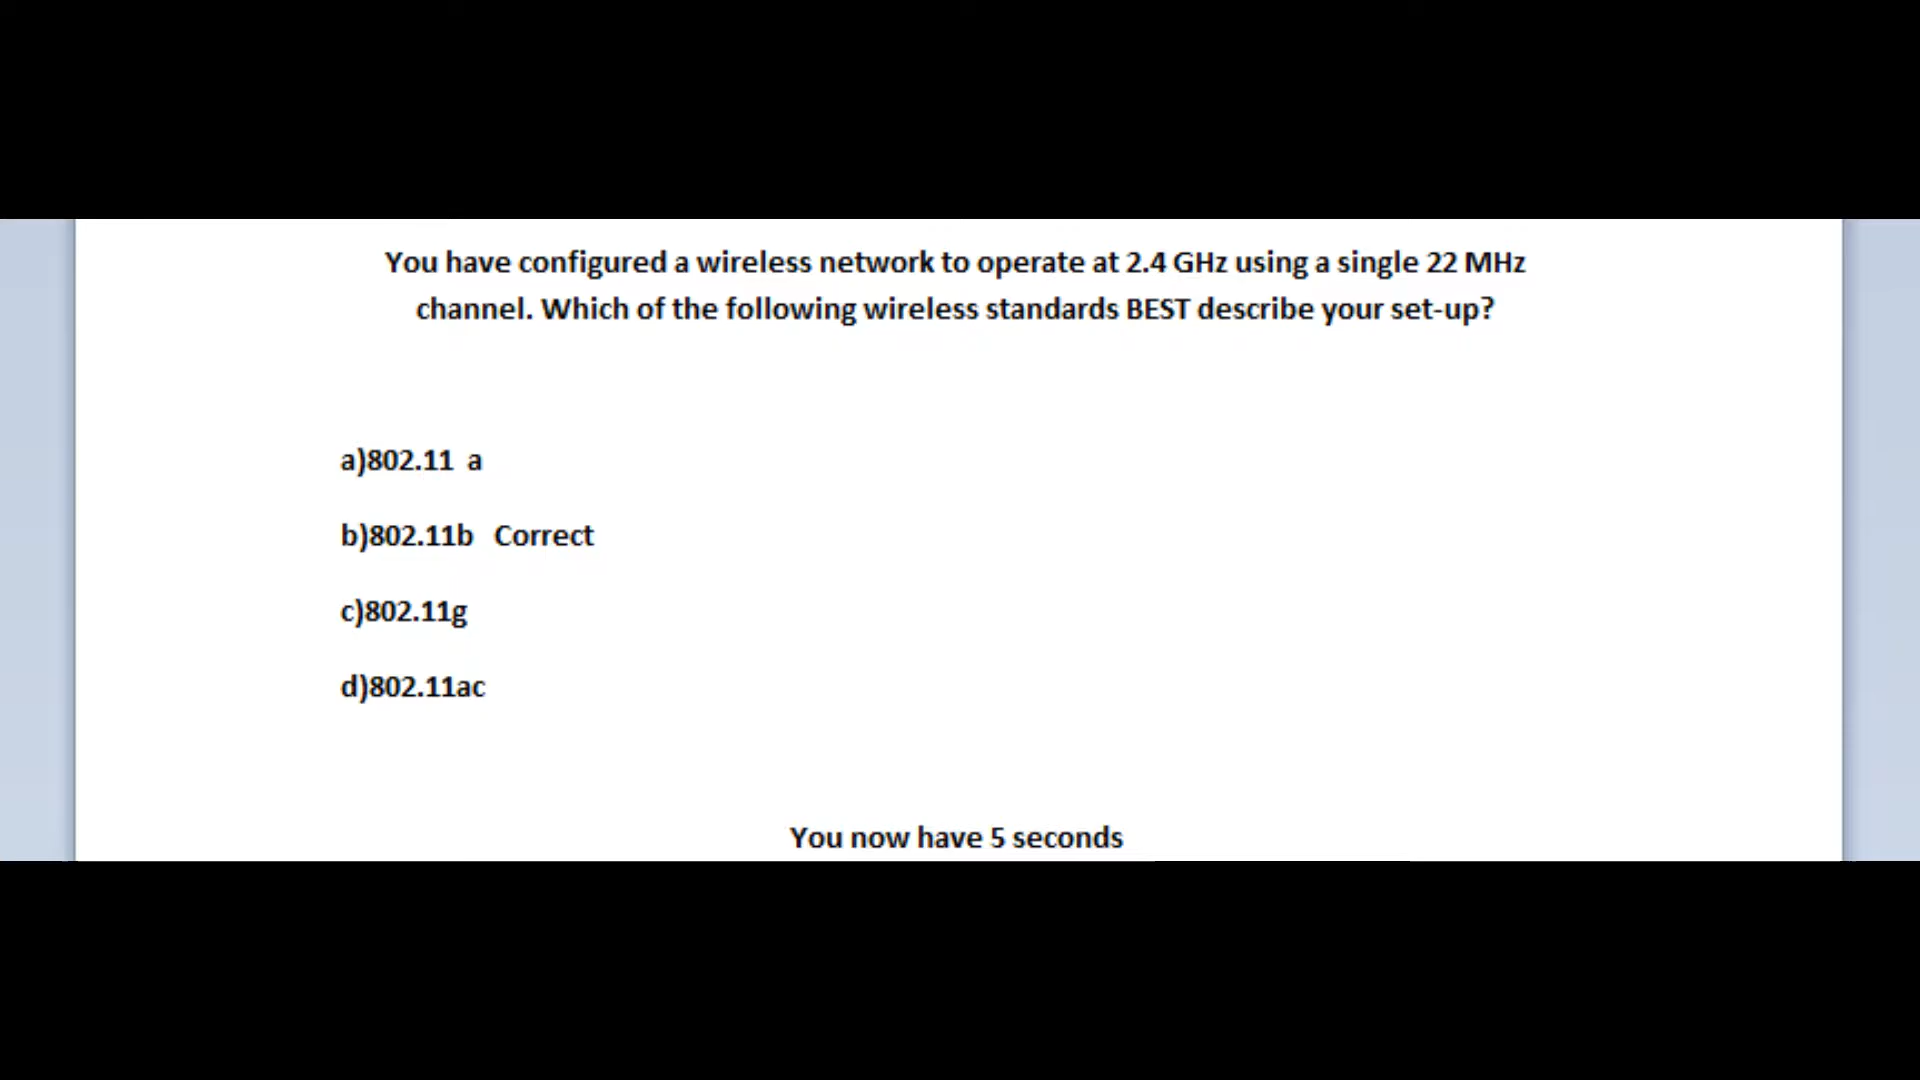 You have configured a wireless network to operate at 2.4 GHz using a single 22 MHz
channel. Which of the following wireless standards BEST describe your set-up?
a)802.11 a
b)802.11b Correct
c)802.11g
d)802.11ac
You now have 5 seconds